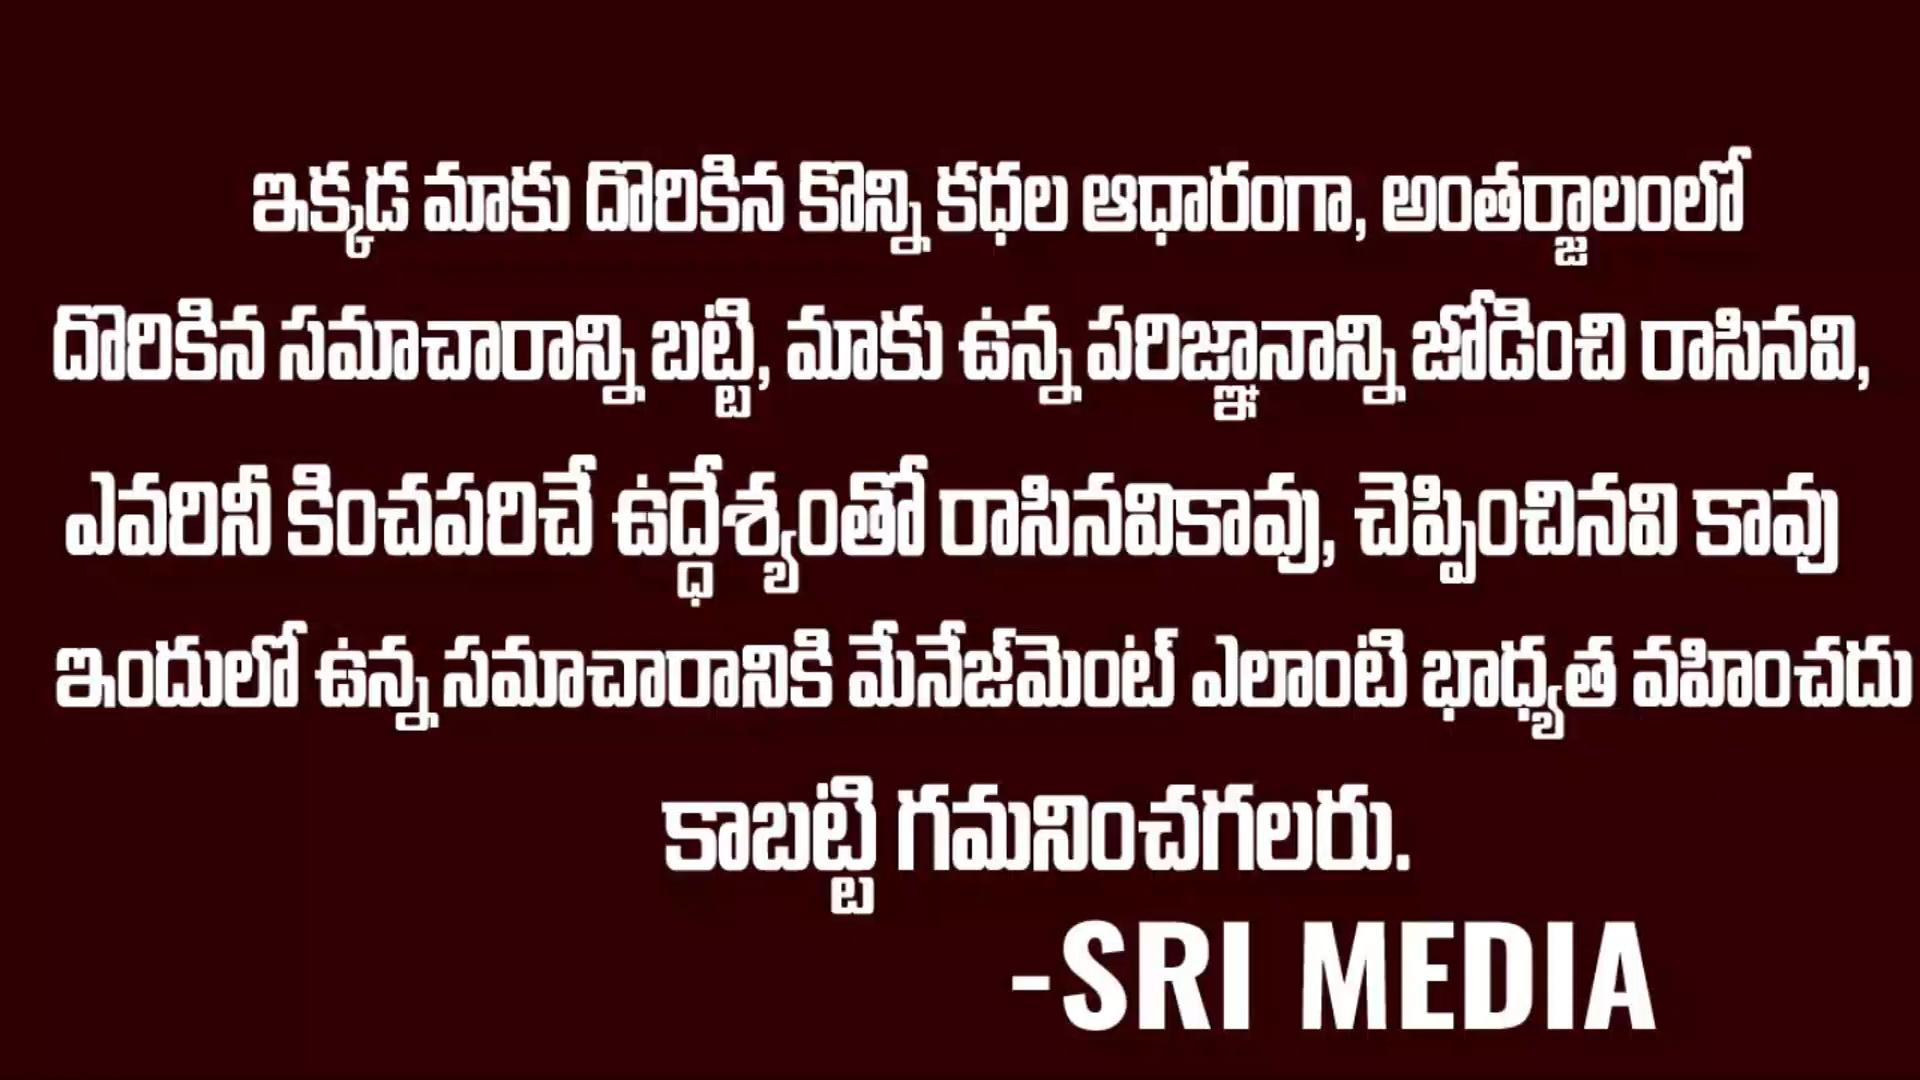 ఇక్కడ మాకు దొరికిన కొన్ని కధల ఆధారంగా, అంతర్జాలంలో
దొరికిన సమాచారాన్ని బట్టి, మాకు ఉన్న పరిజ్ఞానాన్ని జోడించి రాసినవి,
ఎవరినీ కించపరిచే ఉద్ధేశ్యంతో రాసినవికావు, చెప్పించినవి కావు
ఇందులో ఉన్న సమాచారానికి మేనేజ్‌మెంట్ ఎలాంటి భాధ్యత వహించదు
కాబట్టి గమనించగలరు.
-SRI MEDIA